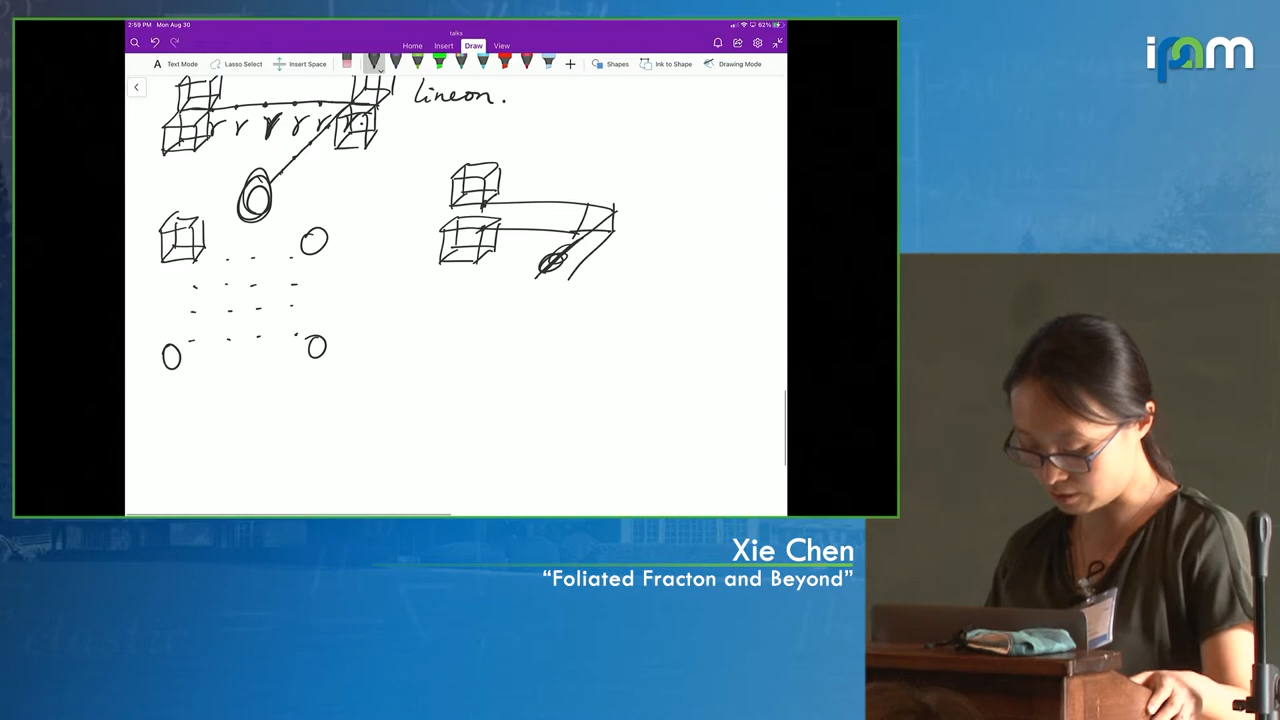 2:59 PM Mon Aug 30
62%
talks
Home Insert Draw View
Text Mode Lasso Select Insert Space Shapes Ink to Shape Drawing Mode
lineon.
r r r r r
ipam
Xie Chen
“Foliated Fracton and Beyond”